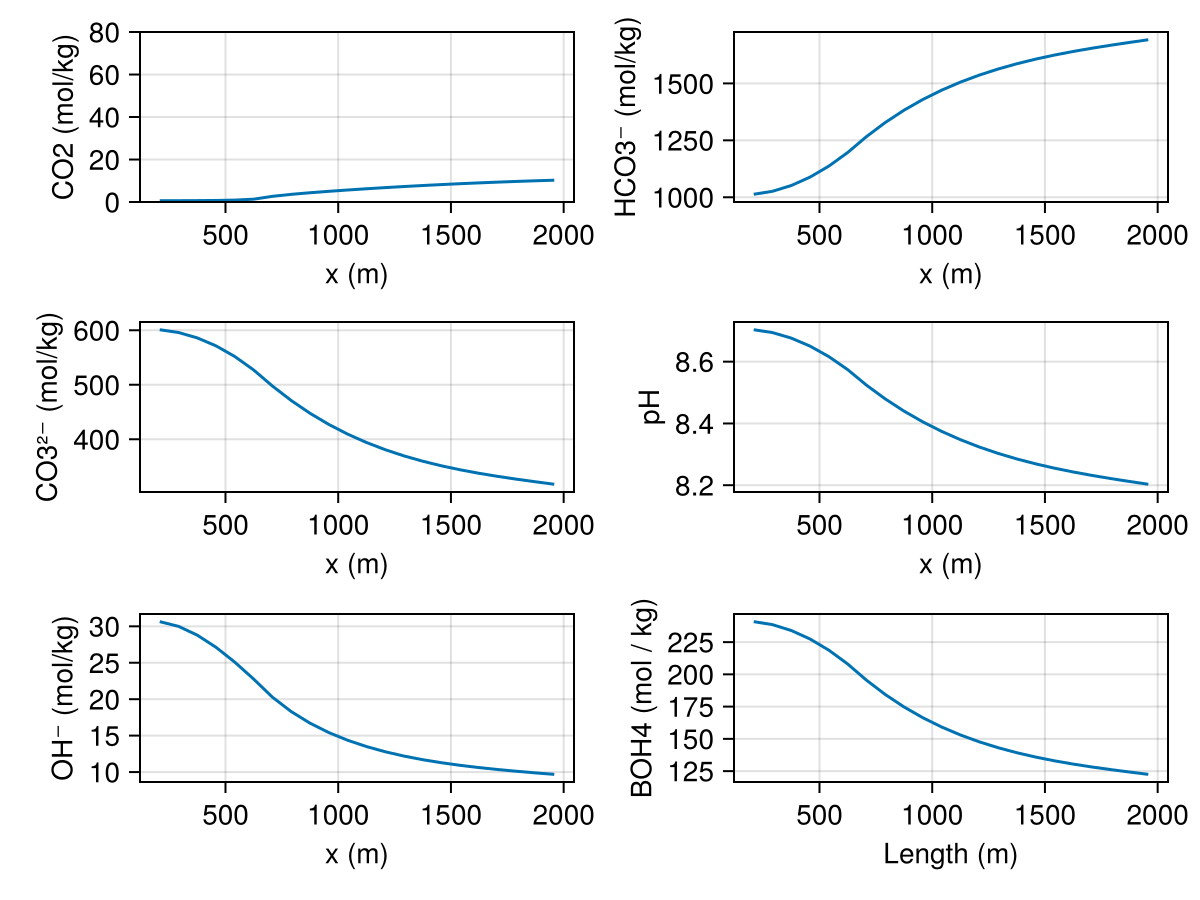 CO2 (mol/kg)
80
60
40
20
0
500 1000 1500 2000
x (m)
HCO3⁻ (mol/kg)
1500
1250
1000
500 1000 1500 2000
x (m)
CO3²⁻ (mol/kg)
600
500
400
500 1000 1500 2000
x (m)
pH
8.6
8.4
8.2
500 1000 1500 2000
x (m)
OH⁻ (mol/kg)
30
25
20
15
10
500 1000 1500 2000
x (m)
BOH4 (mol / kg)
225
200
175
150
125
500 1000 1500 2000
Length (m)